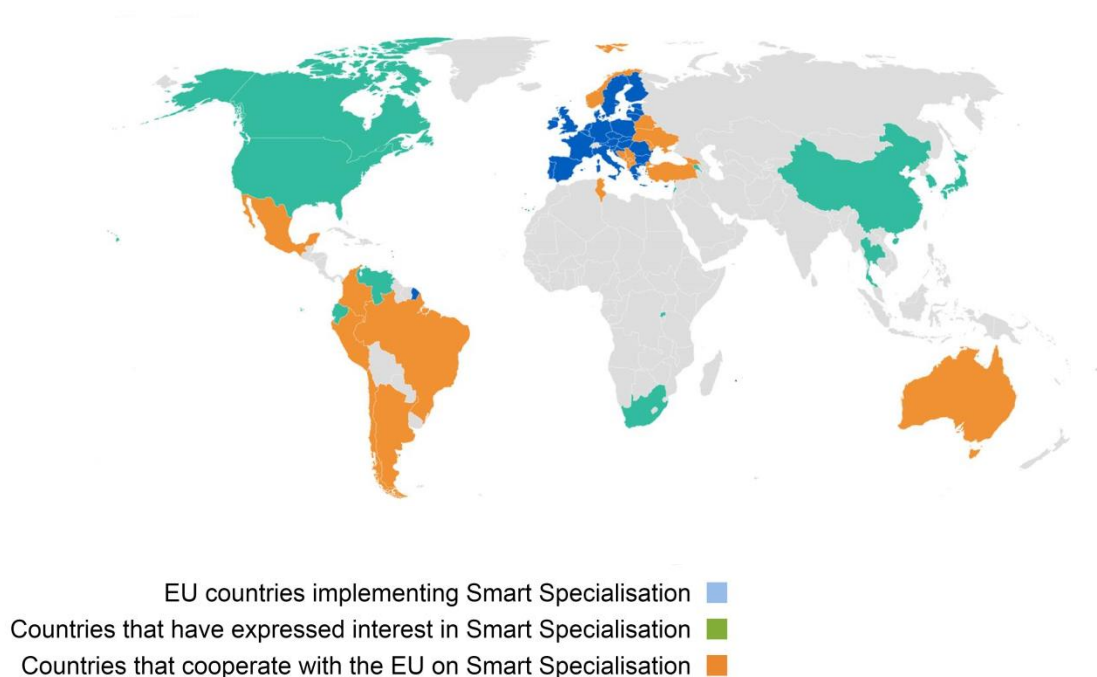 EU countries implementing Smart Specialisation
Countries that have expressed interest in Smart Specialisation
Countries that cooperate with the EU on Smart Specialisation